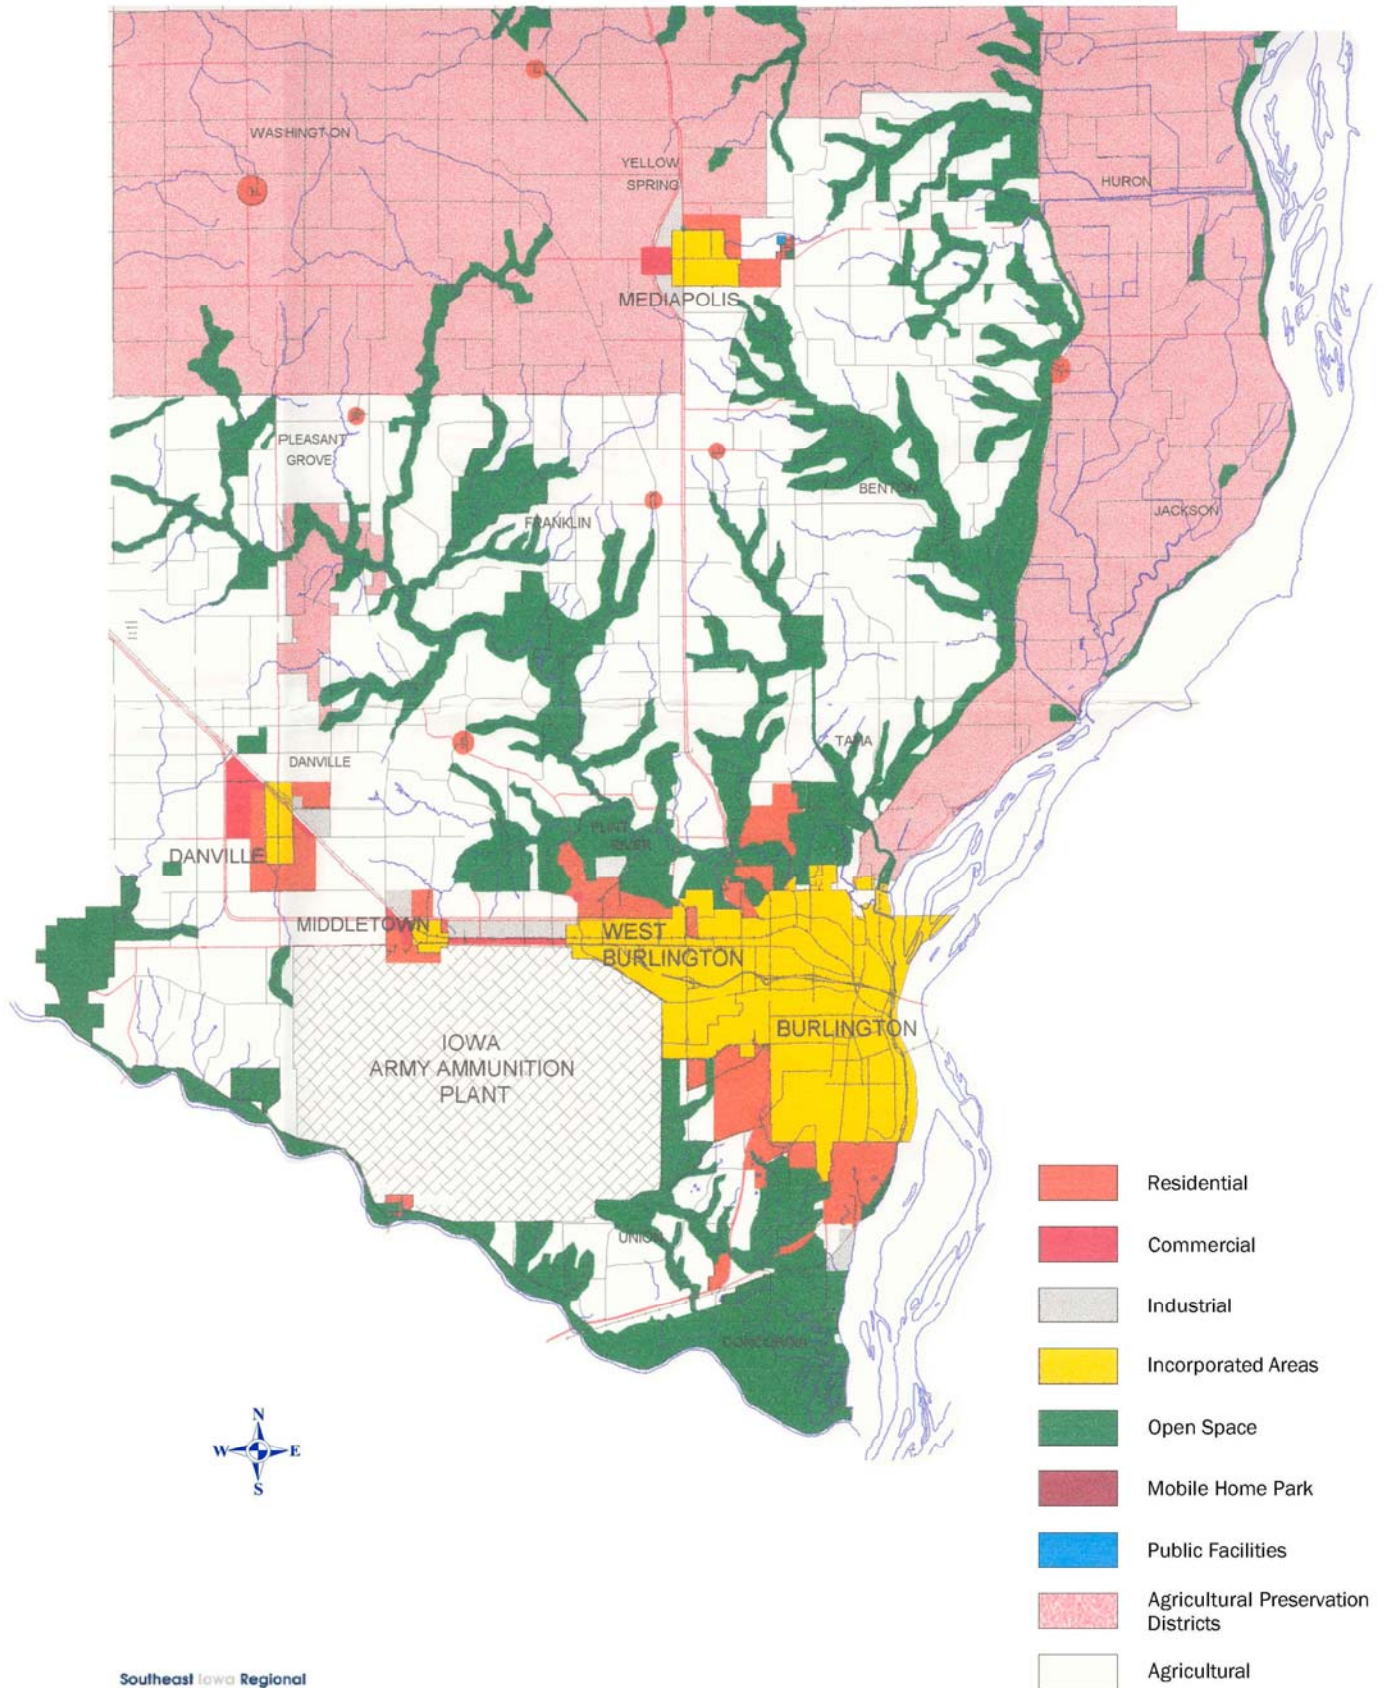 WASHINGTON
YELLOW
SPRING
HURON
MEDIAPOLIS
PLEASANT
GROVE
BENTON
FRANKLIN
JACKSON
TAMA
DANVILLE
FLINT
RIVER
DANVILLE
MIDDLETOWN
WEST
BURLINGTON
BURLINGTON
IOWA
ARMY AMMUNITION
PLANT
UNION
CONCORDIA
Residential
Commercial
Industrial
Incorporated Areas
Open Space
Mobile Home Park
Public Facilities
Agricultural Preservation
Districts
Agricultural
N
W E
S
Southeast Iowa Regional